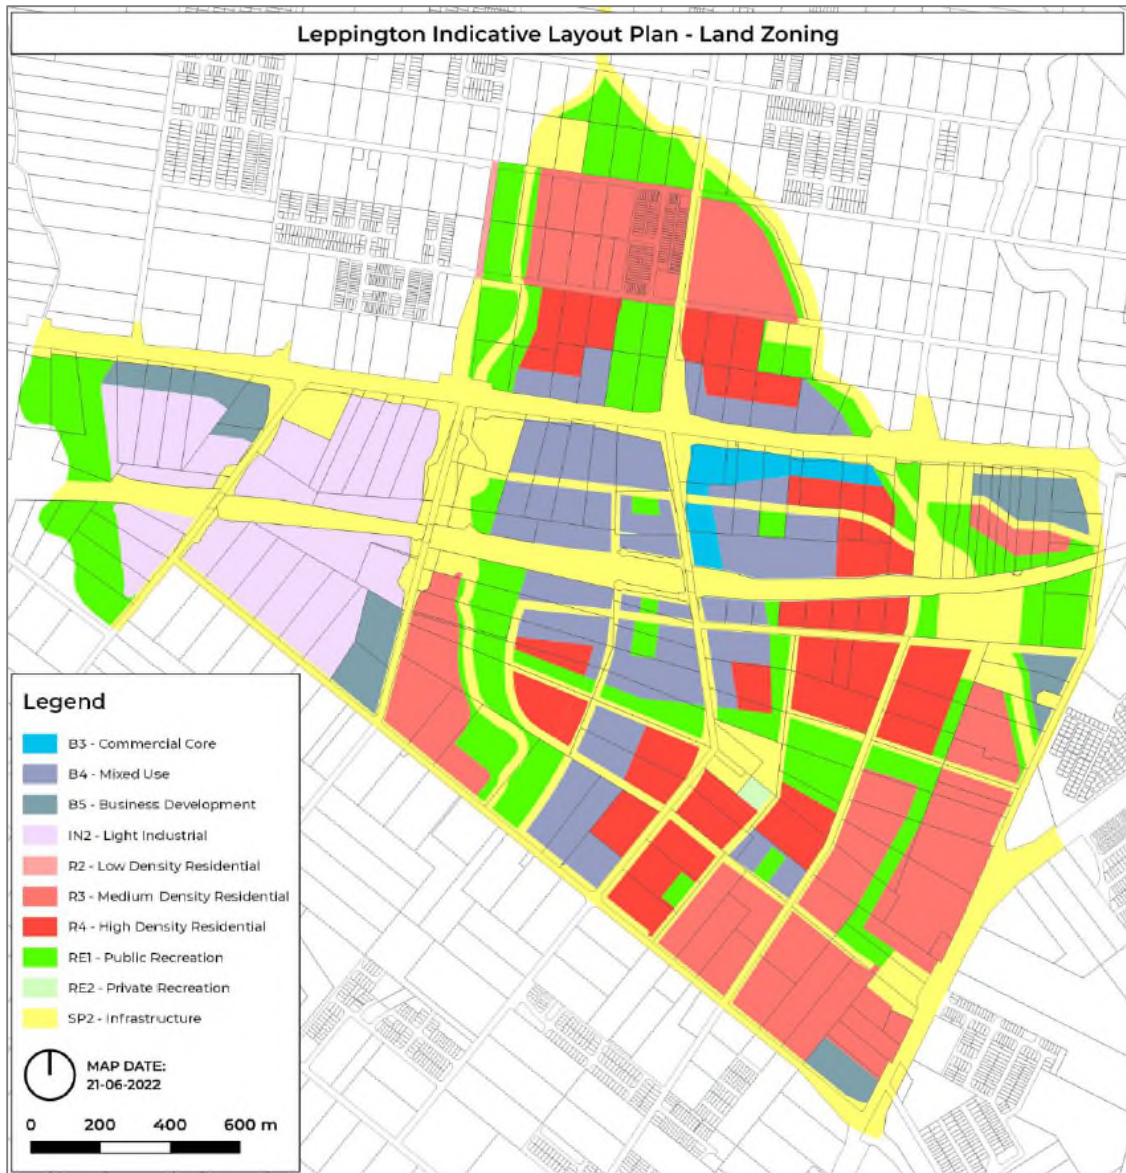 Leppington Indicative Layout Plan - Land Zoning
Legend
B3 - Commercial Core
B4 - Mixed Use
B5 - Business Development
IN2 - Light Industrial
R2 - Low Density Residential
R3 - Medium Density Residential
R4 - High Density Residential
RE1 - Public Recreation
RE2 - Private Recreation
SP2 - Infrastructure
MAP DATE:
21-06-2022
0 200 400 600 m